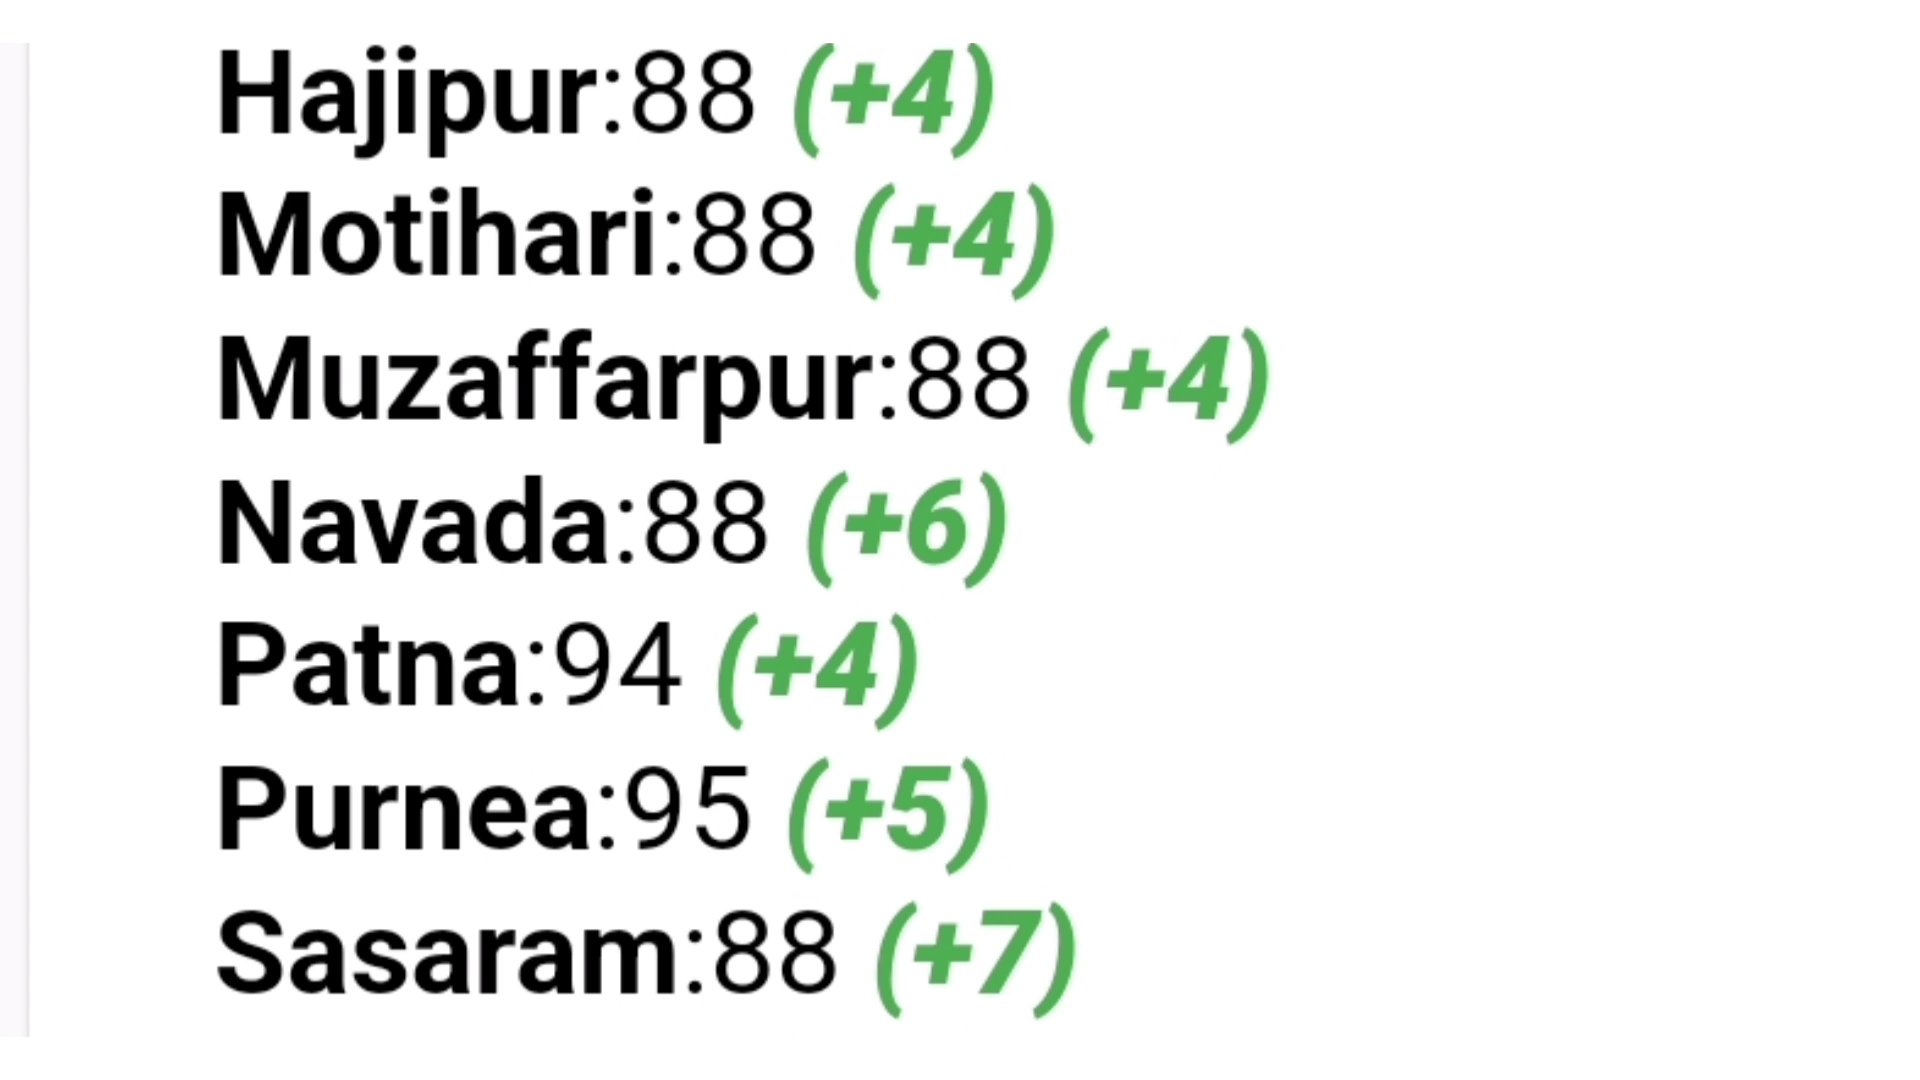 Hajipur:88 (+4)
Motihari:88 (+4)
Muzaffarpur:88 (+4)
Navada:88 (+6)
Patna:94 (+4)
Purnea:95 (+5)
Sasaram:88 (+7)